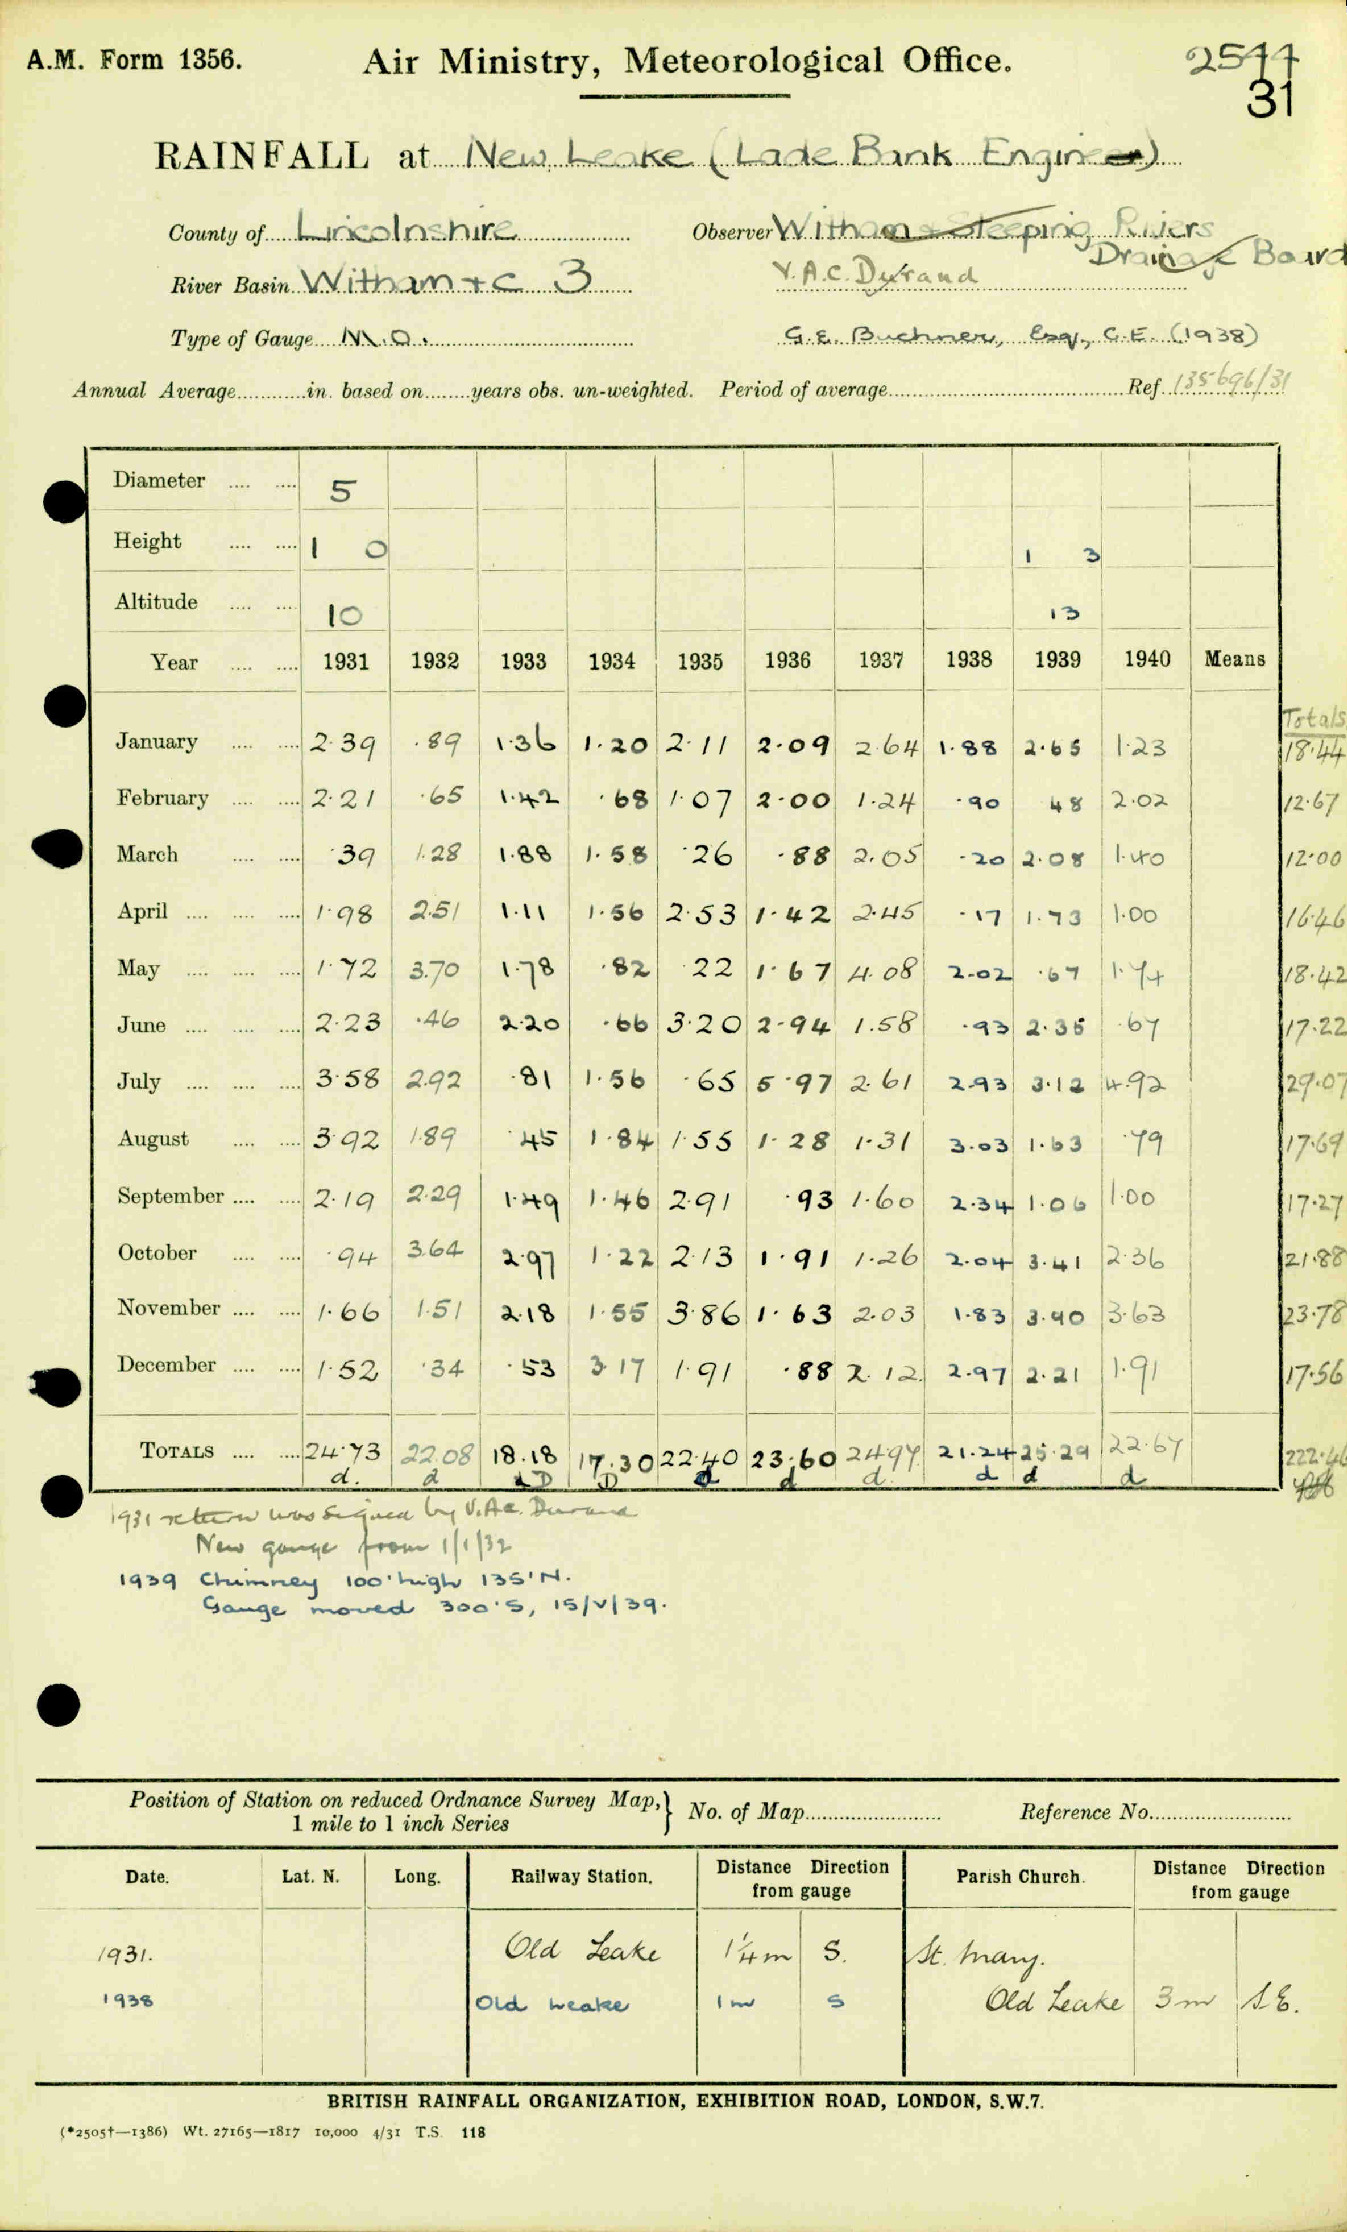 A.M. Form 1356. Air Ministry, Meteorological Office. 2544
31
RAINFALL at New Leake (Lade Bank Engine)
County of Lincolnshire Observer Witham & Steeping Rivers
Drainage Board
River Basin Witham &c 3 V.A.C. Durand
Type of Gauge M.O. G.E. Buchner, Esq., C.E. (1938)
Annual Average............in. based on........years obs. un-weighted. Period of average........ Ref. 135696/31
Diameter .... .... 5
Height .... .... 1 0 1 3
Altitude .... .... 10 13
Year .... .... 1931 1932 1933 1934 1935 1936 1937 1938 1939 1940 Means
Totals
January .... .... 2.39 .89 1.36 1.20 2.11 2.09 2.64 1.88 2.65 1.23 18.44
February .... .... 2.21 .65 1.42 .68 1.07 2.00 1.24 .90 48 2.02 12.67
March .... .... .39 1.28 1.88 1.58 .26 .88 2.05 .20 2.08 1.40 12.00
April .... .... .... 1.98 2.51 1.11 1.56 2.53 1.42 2.45 .17 1.73 1.00 16.46
May .... .... .... 1.72 3.70 1.78 .82 .22 1.67 4.08 2.02 .67 1.74 18.42
June .... .... .... 2.23 .46 2.20 .66 3.20 2.94 1.58 .93 2.35 .67 17.22
July .... .... .... 3.58 2.92 .81 1.56 .65 5.97 2.61 2.93 3.12 4.92 29.07
August .... .... 3.92 1.89 .45 1.84 1.55 1.28 1.31 3.03 1.63 .79 17.69
September .... .... 2.19 2.29 1.49 1.46 2.91 .93 1.60 2.34 1.06 1.00 17.27
October .... .... .94 3.64 2.97 1.22 2.13 1.91 1.26 2.04 3.41 2.36 21.88
November .... .... 1.66 1.51 2.18 1.55 3.86 1.63 2.03 1.83 3.90 3.63 23.78
December .... .... 1.52 .34 .53 3.17 1.91 .88 2.12 2.97 2.21 1.91 17.56
TOTALS .... .... 24.73 22.08 18.18 17.30 22.40 23.60 24.97 21.24 25.29 22.67 222.46
d. d d D D d d d. d d d
1931 return was signed by V.A.C. Durand
New gauge from 1/1/32
1939 Chimney 100' high 135' N.
Gauge moved 300' S, 15/V/39.
Position of Station on reduced Ordnance Survey Map,} No. of Map........ Reference No........
1 mile to 1 inch Series
Date. Lat. N. Long. Railway Station. Distance Direction from gauge Parish Church. Distance Direction from gauge
1931. Old Leake 1¼m S. St. Mary.
1938 Old Leake 1m S Old Leake 3m S.E.
BRITISH RAINFALL ORGANIZATION, EXHIBITION ROAD, LONDON, S.W.7.
(*2505†—1386) Wt. 27165—1817 10,000 4/31 T.S. 118